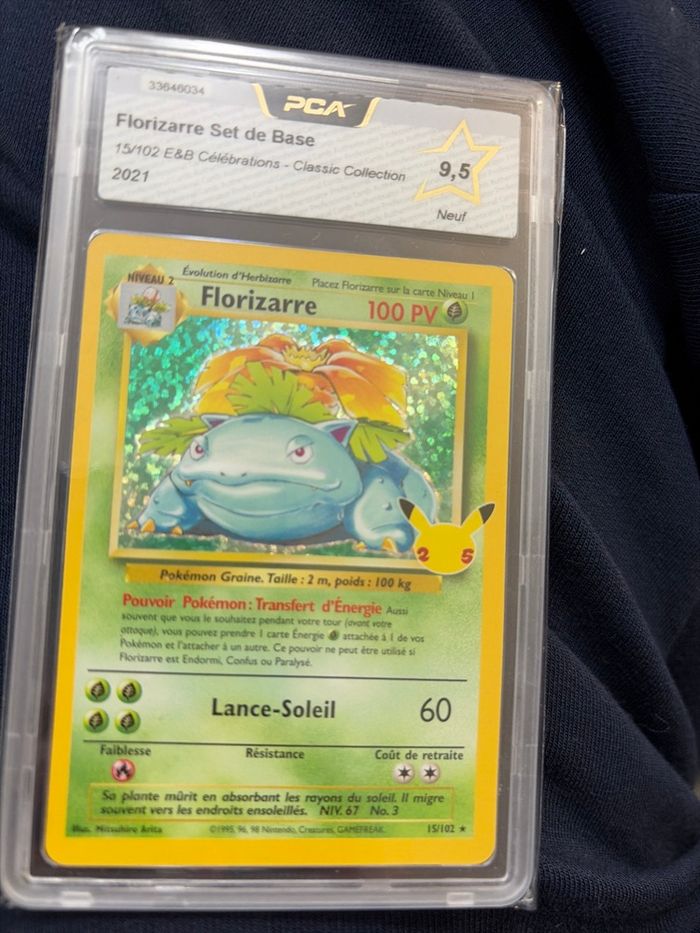 33646034
PCA
Florizarre Set de Base
15/102 E&B Célébrations - Classic Collection
2021
9,5
Neuf
NIVEAU 2
Évolution d'Herbizarre
Placez Florizarre sur la carte Niveau 1
Florizarre
100 PV
2 5
Pokémon Graine. Taille : 2 m, poids : 100 kg
Pouvoir Pokémon : Transfert d'Énergie Aussi
souvent que vous le souhaitez pendant votre tour (avant votre
attaque), vous pouvez prendre 1 carte Énergie attachée à 1 de vos
Pokémon et l'attacher à un autre. Ce pouvoir ne peut être utilisé si
Florizarre est Endormi, Confus ou Paralysé.
Lance-Soleil 60
Faiblesse Résistance Coût de retraite
Sa plante mûrit en absorbant les rayons du soleil. Il migre
souvent vers les endroits ensoleillés. NIV. 67 No. 3
Illus. Mitsuhiro Arita ©1995, 96, 98 Nintendo, Creatures, GAMEFREAK. 15/102 ★